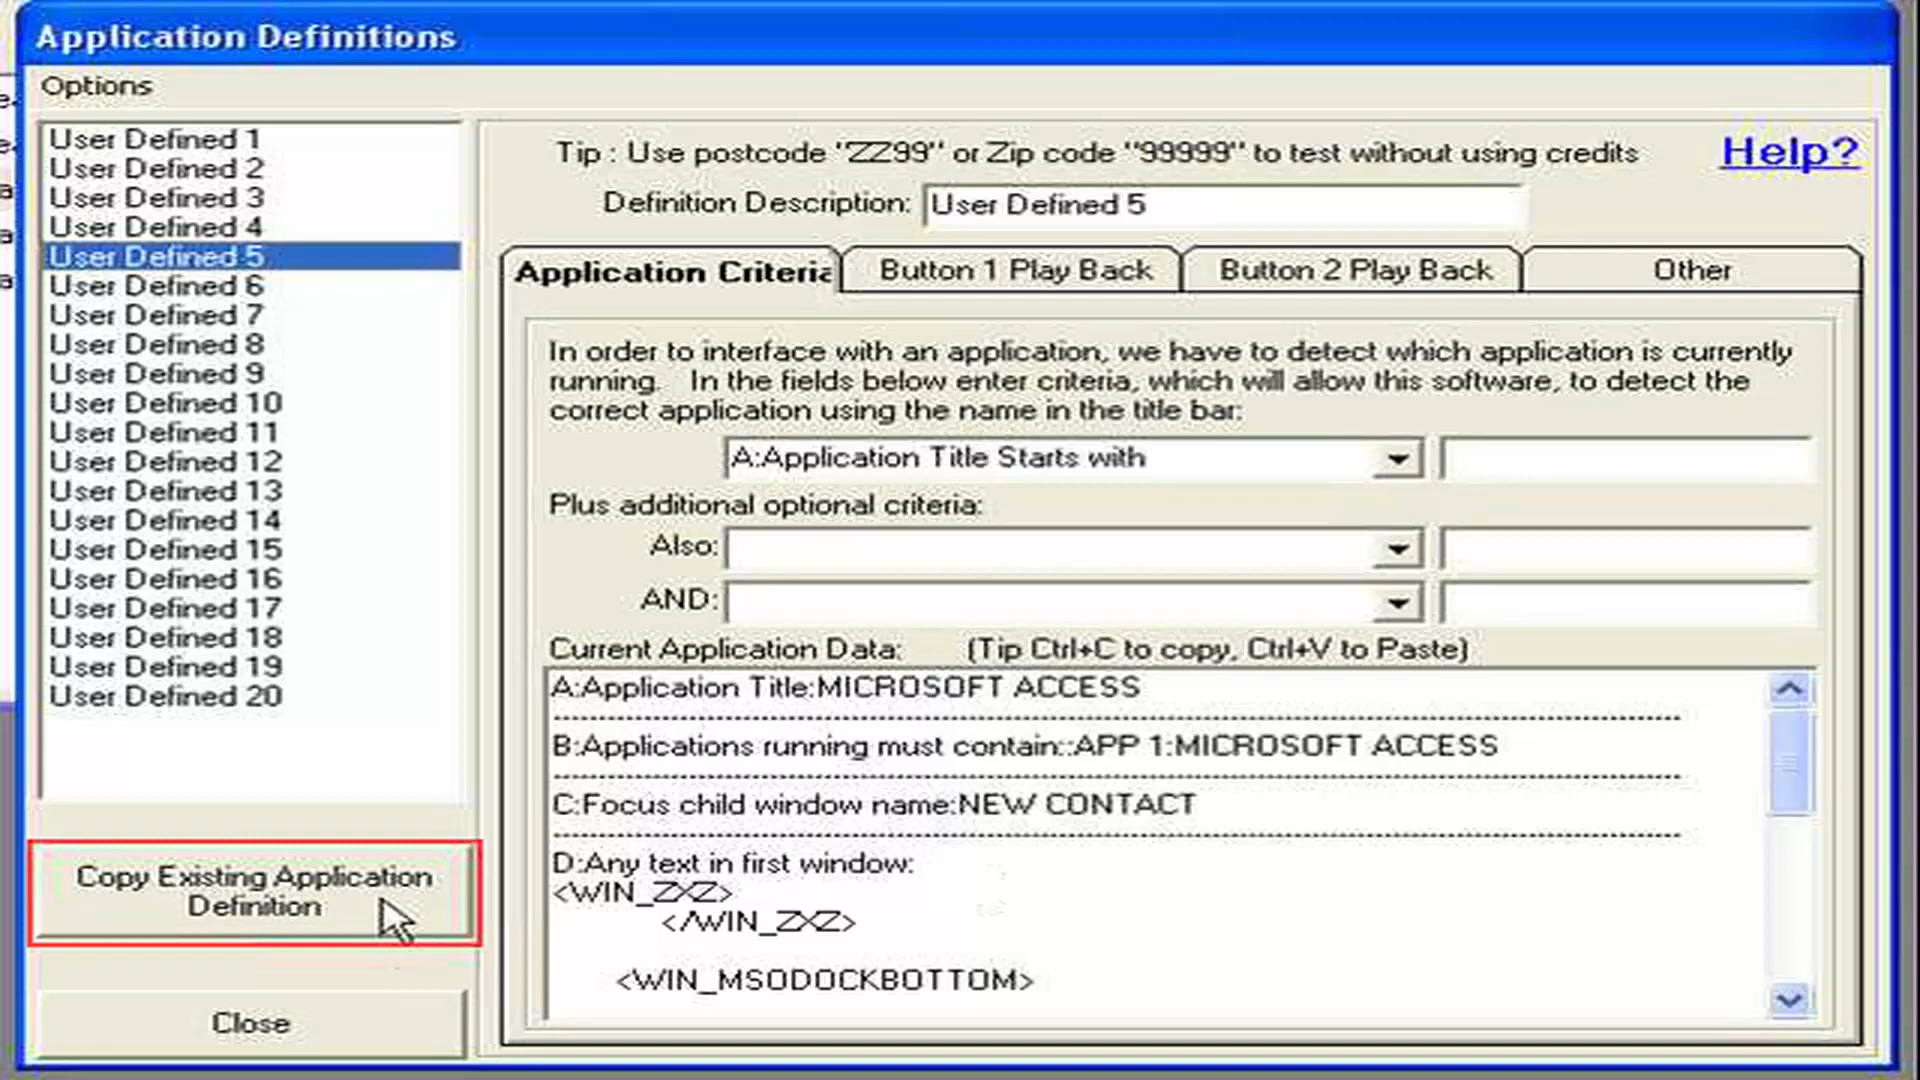 Application Definitions
Options
User Defined 1
User Defined 2
User Defined 3
User Defined 4
User Defined 5
User Defined 6
User Defined 7
User Defined 8
User Defined 9
User Defined 10
User Defined 11
User Defined 12
User Defined 13
User Defined 14
User Defined 15
User Defined 16
User Defined 17
User Defined 18
User Defined 19
User Defined 20
Copy Existing Application
Definition
Close
Tip : Use postcode "ZZ99" or Zip code "99999" to test without using credits
Help?
Definition Description: User Defined 5
Application Criteria
Button 1 Play Back
Button 2 Play Back
Other
In order to interface with an application, we have to detect which application is currently
running. In the fields below enter criteria, which will allow this software, to detect the
correct application using the name in the title bar:
A:Application Title Starts with
Plus additional optional criteria:
Also:
AND:
Current Application Data: (Tip Ctrl+C to copy, Ctrl+V to Paste)
A:Application Title:MICROSOFT ACCESS
B:Applications running must contain::APP 1:MICROSOFT ACCESS
C:Focus child window name:NEW CONTACT
D:Any text in first window:
<WIN_ZXZ>
</WIN_ZXZ>
<WIN_MSODOCKBOTTOM>